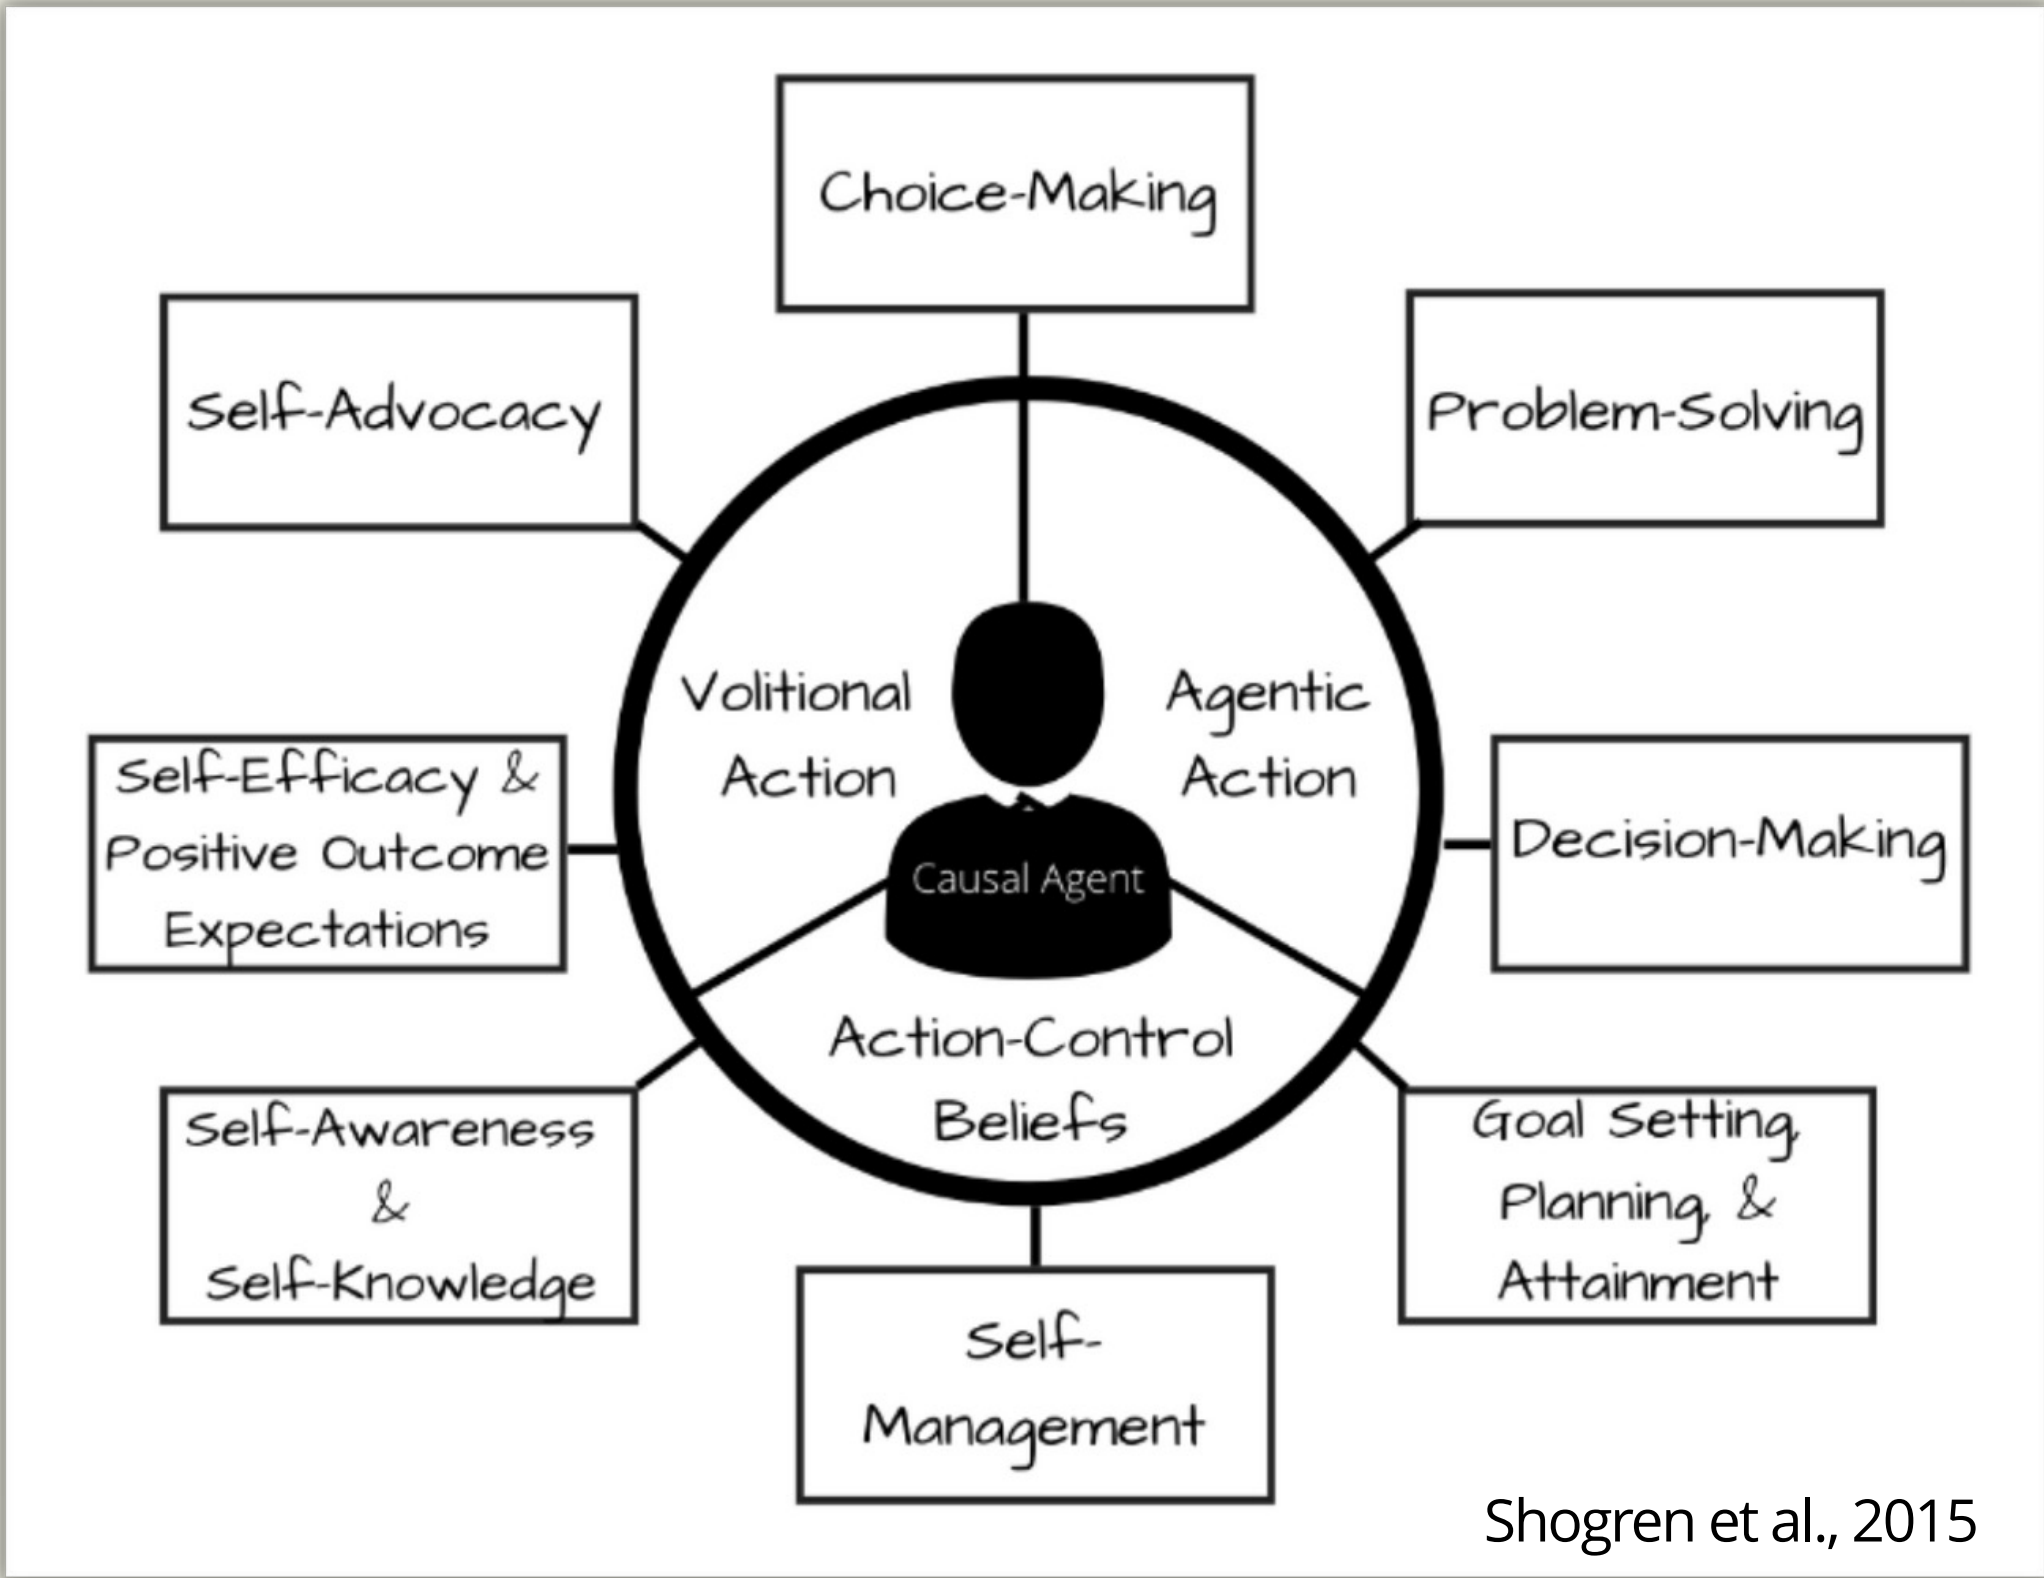 Choice-Making
Self-Advocacy
Problem-Solving
Volitional
Action
Agentic
Action
Self-Efficacy &
Positive Outcome
Expectations
Decision-Making
Causal Agent
Action-Control
Beliefs
Self-Awareness
&
Self-Knowledge
Goal Setting,
Planning, &
Attainment
Self-
Management
Shogren et al., 2015